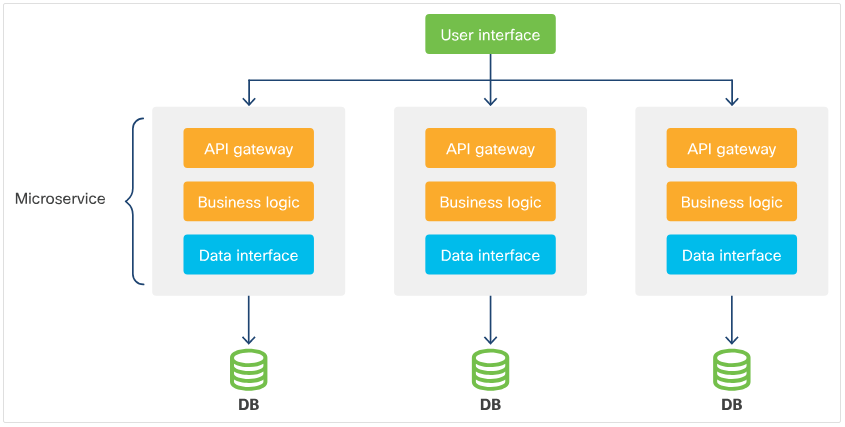 User interface
API gateway
API gateway
API gateway
Microservice
Business logic
Business logic
Business logic
Data interface
Data interface
Data interface
DB
DB
DB